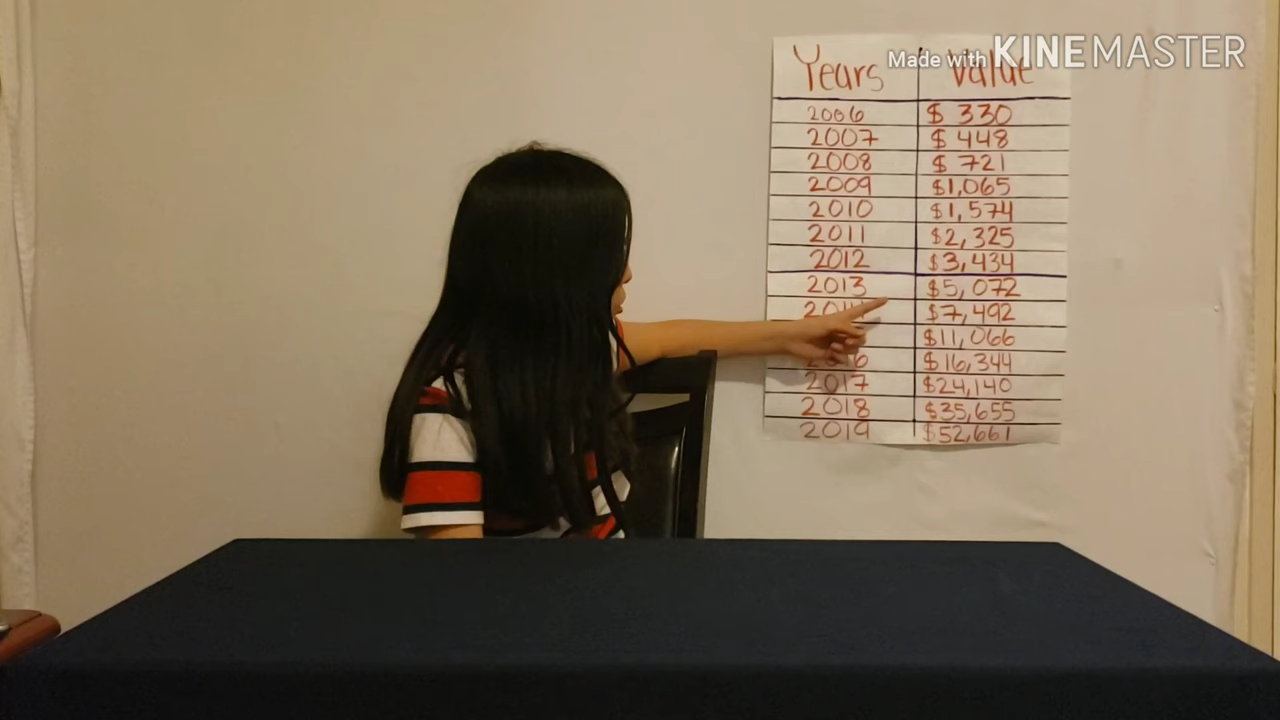 Made with KINEMASTER
Years Value
2006 $ 330
2007 $ 448
2008 $ 721
2009 $1,065
2010 $1,574
2011 $2,325
2012 $3,434
2013 $5,072
$7,492
$11,066
$16,344
2017 $24,140
2018 $35,655
2019 $52,661